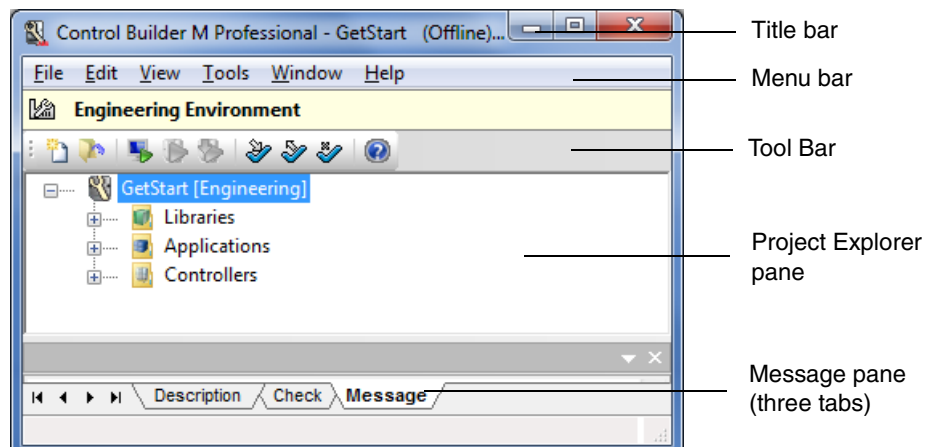 Control Builder M Professional - GetStart (Offline)...
Title bar
File Edit View Tools Window Help
Menu bar
Engineering Environment
Tool Bar
GetStart [Engineering]
Libraries
Applications
Controllers
Project Explorer
pane
Description Check Message
Message pane
(three tabs)